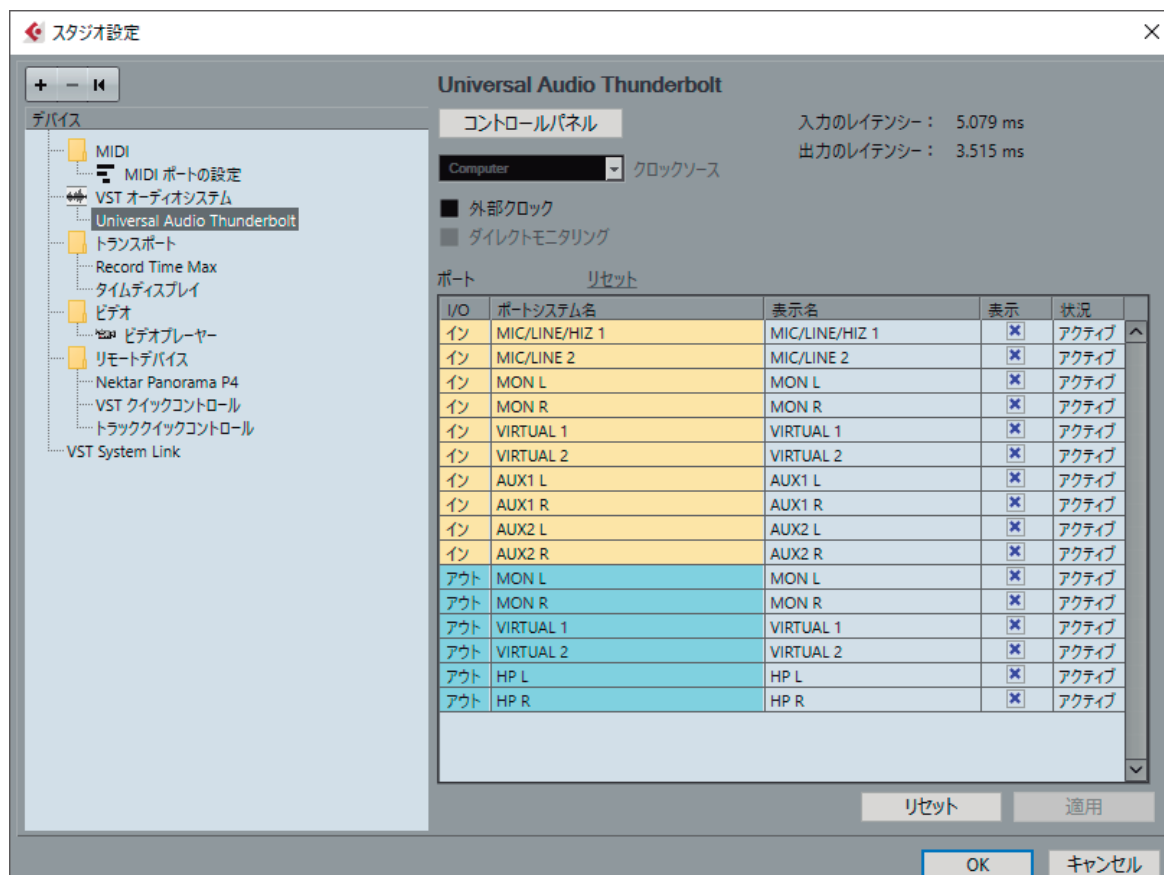 スタジオ設定
デバイス
MIDI
MIDI ポートの設定
VST オーディオシステム
Universal Audio Thunderbolt
トランスポート
Record Time Max
タイムディスプレイ
ビデオ
ビデオプレーヤー
リモートデバイス
Nektar Panorama P4
VST クイックコントロール
トラッククイックコントロール
VST System Link
Universal Audio Thunderbolt
コントロールパネル
入力のレイテンシー： 5.079 ms
出力のレイテンシー： 3.515 ms
Computer クロックソース
外部クロック
ダイレクトモニタリング
ポート リセット
I/O ポートシステム名 表示名 表示 状況
イン MIC/LINE/HIZ 1 MIC/LINE/HIZ 1 アクティブ
イン MIC/LINE 2 MIC/LINE 2 アクティブ
イン MON L MON L アクティブ
イン MON R MON R アクティブ
イン VIRTUAL 1 VIRTUAL 1 アクティブ
イン VIRTUAL 2 VIRTUAL 2 アクティブ
イン AUX1 L AUX1 L アクティブ
イン AUX1 R AUX1 R アクティブ
イン AUX2 L AUX2 L アクティブ
イン AUX2 R AUX2 R アクティブ
アウト MON L MON L アクティブ
アウト MON R MON R アクティブ
アウト VIRTUAL 1 VIRTUAL 1 アクティブ
アウト VIRTUAL 2 VIRTUAL 2 アクティブ
アウト HP L HP L アクティブ
アウト HP R HP R アクティブ
リセット 適用
OK キャンセル